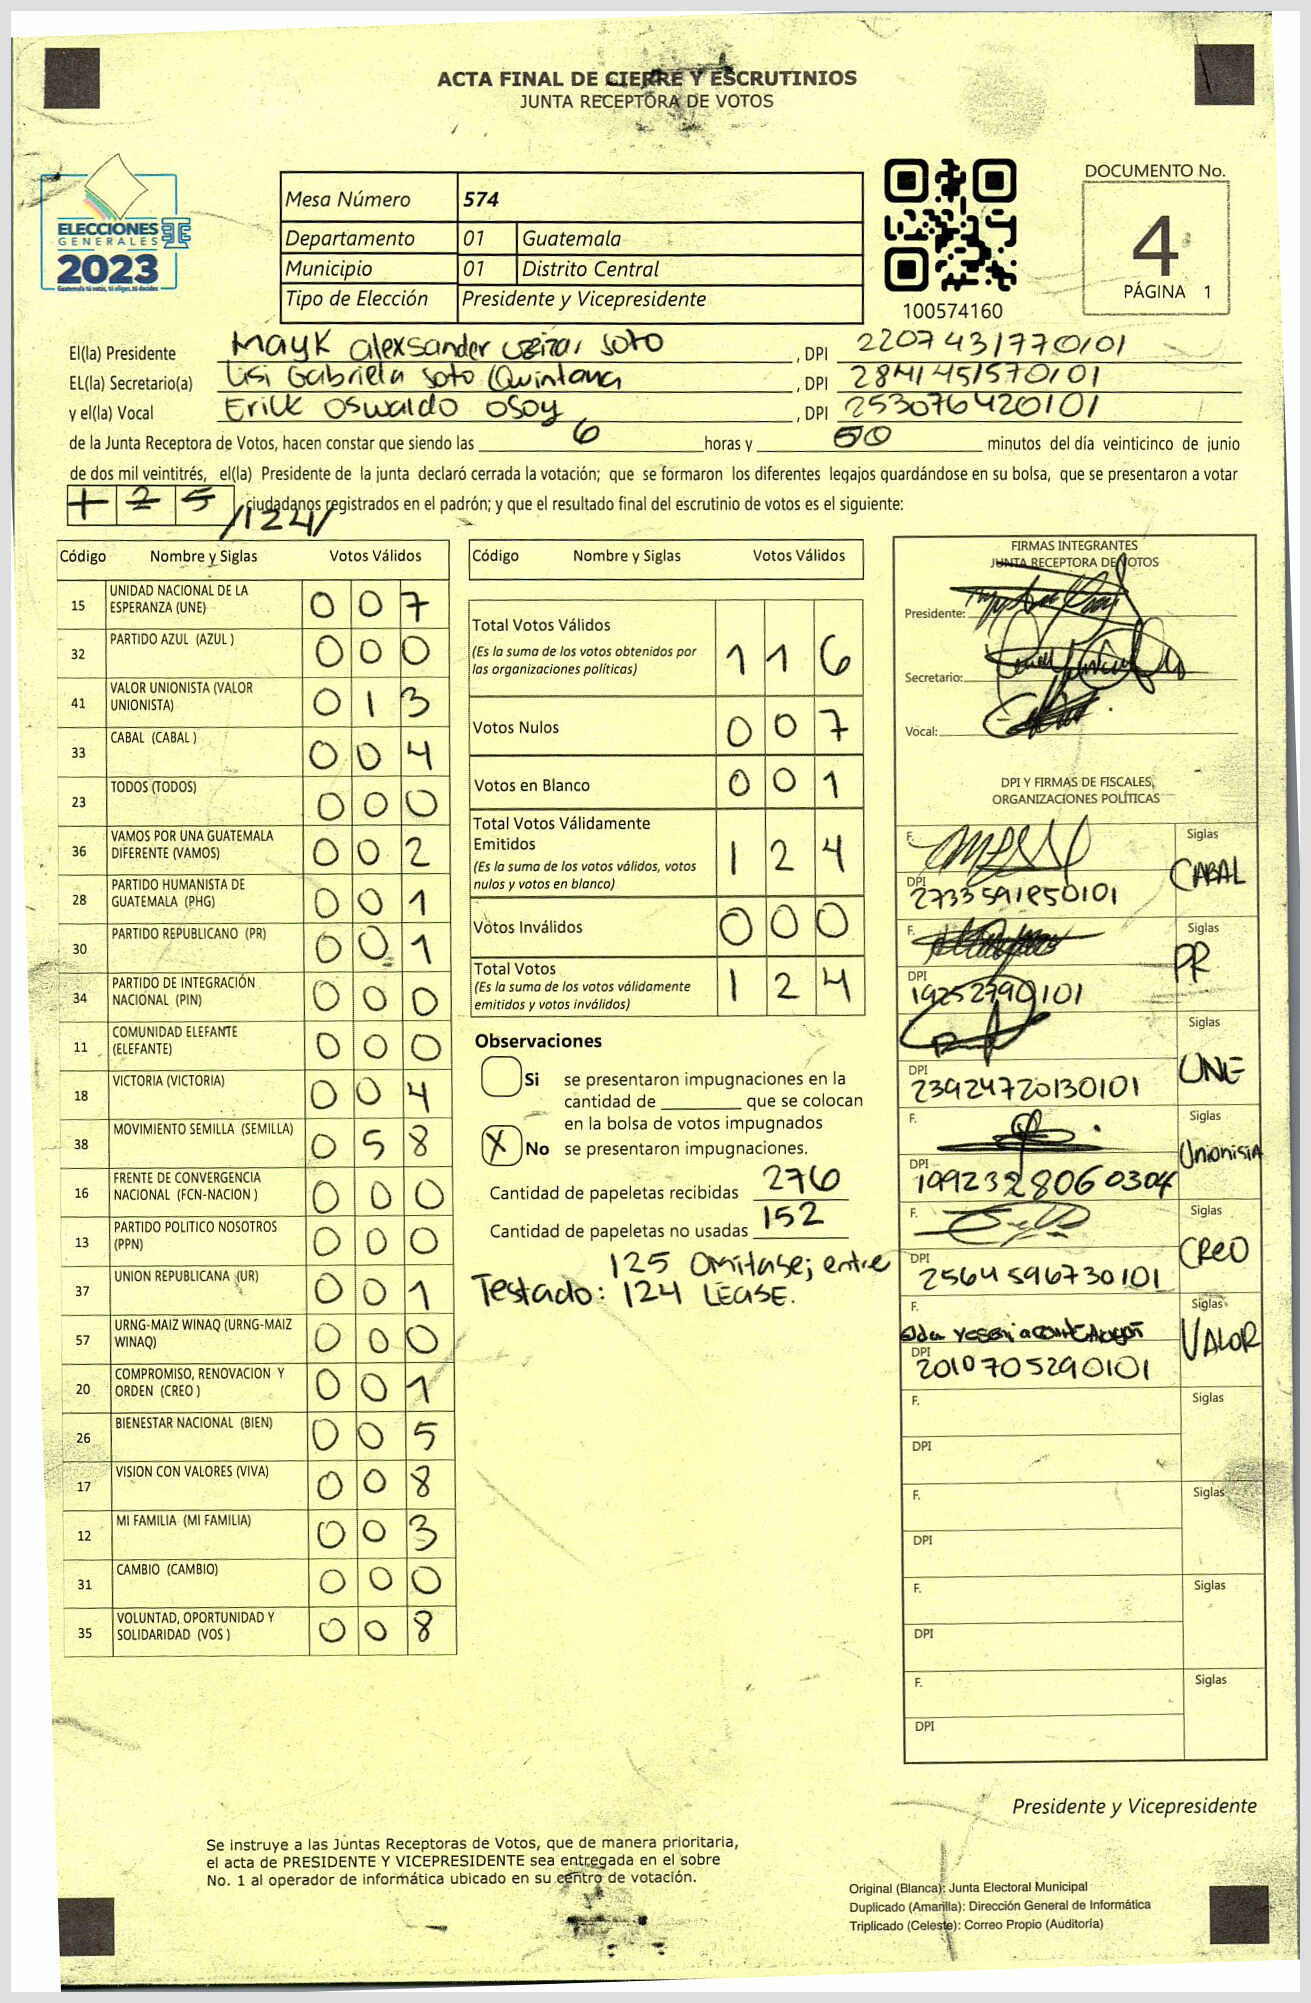 ACTA FINAL DE CIERRE Y ESCRUTINIOS
JUNTA RECEPTORA DE VOTOS
ELECCIONES
GENERALES
2023
Guatemala tú votas, tú eliges, tú decides
Mesa Número 574
Departamento 01 Guatemala
Municipio 01 Distrito Central
Tipo de Elección Presidente y Vicepresidente
100574160
DOCUMENTO No.
4
PÁGINA 1
El(la) Presidente Mayk alexsander soto , DPI 2207431770101
EL(la) Secretario(a) Lisi Gabriela Soto Quintana , DPI 2841451570101
y el(la) Vocal Erick Oswaldo Osoy , DPI 2530764420101
de la Junta Receptora de Votos, hacen constar que siendo las 6 horas y 50 minutos del día veinticinco de junio
de dos mil veintitrés, el(la) Presidente de la junta declaró cerrada la votación; que se formaron los diferentes legajos guardándose en su bolsa, que se presentaron a votar
1 2 5 /124/ ciudadanos registrados en el padrón; y que el resultado final del escrutinio de votos es el siguiente:
Código Nombre y Siglas Votos Válidos
15 UNIDAD NACIONAL DE LA ESPERANZA (UNE) 0 0 7
32 PARTIDO AZUL (AZUL ) 0 0 0
41 VALOR UNIONISTA (VALOR UNIONISTA) 0 1 3
33 CABAL (CABAL ) 0 0 4
23 TODOS (TODOS) 0 0 0
36 VAMOS POR UNA GUATEMALA DIFERENTE (VAMOS) 0 0 2
28 PARTIDO HUMANISTA DE GUATEMALA (PHG) 0 0 1
30 PARTIDO REPUBLICANO (PR) 0 0 1
34 PARTIDO DE INTEGRACIÓN NACIONAL (PIN) 0 0 0
11 COMUNIDAD ELEFANTE (ELEFANTE) 0 0 0
18 VICTORIA (VICTORIA) 0 0 4
38 MOVIMIENTO SEMILLA (SEMILLA) 0 5 8
16 FRENTE DE CONVERGENCIA NACIONAL (FCN-NACION ) 0 0 0
13 PARTIDO POLITICO NOSOTROS (PPN) 0 0 0
37 UNION REPUBLICANA (UR) 0 0 1
57 URNG-MAIZ WINAQ (URNG-MAIZ WINAQ) 0 0 0
20 COMPROMISO, RENOVACION Y ORDEN (CREO ) 0 0 1
26 BIENESTAR NACIONAL (BIEN) 0 0 5
17 VISION CON VALORES (VIVA) 0 0 8
12 MI FAMILIA (MI FAMILIA) 0 0 3
31 CAMBIO (CAMBIO) 0 0 0
35 VOLUNTAD, OPORTUNIDAD Y SOLIDARIDAD (VOS ) 0 0 8
Código Nombre y Siglas Votos Válidos
Total Votos Válidos 1 1 6
(Es la suma de los votos obtenidos por
las organizaciones políticas)
Votos Nulos 0 0 7
Votos en Blanco 0 0 1
Total Votos Válidamente
Emitidos 1 2 4
(Es la suma de los votos válidos, votos
nulos y votos en blanco)
Votos Inválidos 0 0 0
Total Votos 1 2 4
(Es la suma de los votos válidamente
emitidos y votos inválidos)
Observaciones
Si se presentaron impugnaciones en la
cantidad de ________ que se colocan
en la bolsa de votos impugnados
X No se presentaron impugnaciones.
Cantidad de papeletas recibidas 276
Cantidad de papeletas no usadas 152
125 Omitase; entre
Testado: 124 LEASE.
FIRMAS INTEGRANTES
JUNTA RECEPTORA DE VOTOS
Presidente:
Secretario:
Vocal:
DPI Y FIRMAS DE FISCALES,
ORGANIZACIONES POLÍTICAS
F. Siglas CABAL
DPI 2733591850101
F. Siglas PR
DPI 19252790101
F. Siglas UNE
DPI 23924720130101
F. Siglas Unionista
DPI 1992328060304
F. Siglas CREO
DPI 2564596730101
F. Siglas VALOR
DPI 2010705290101
F. Siglas
DPI
F. Siglas
DPI
F. Siglas
DPI
F. Siglas
DPI
Presidente y Vicepresidente
Se instruye a las Juntas Receptoras de Votos, que de manera prioritaria,
el acta de PRESIDENTE Y VICEPRESIDENTE sea entregada en el sobre
No. 1 al operador de informática ubicado en su centro de votación.
Original (Blanca): Junta Electoral Municipal
Duplicado (Amarilla): Dirección General de Informática
Triplicado (Celeste): Correo Propio (Auditoría)